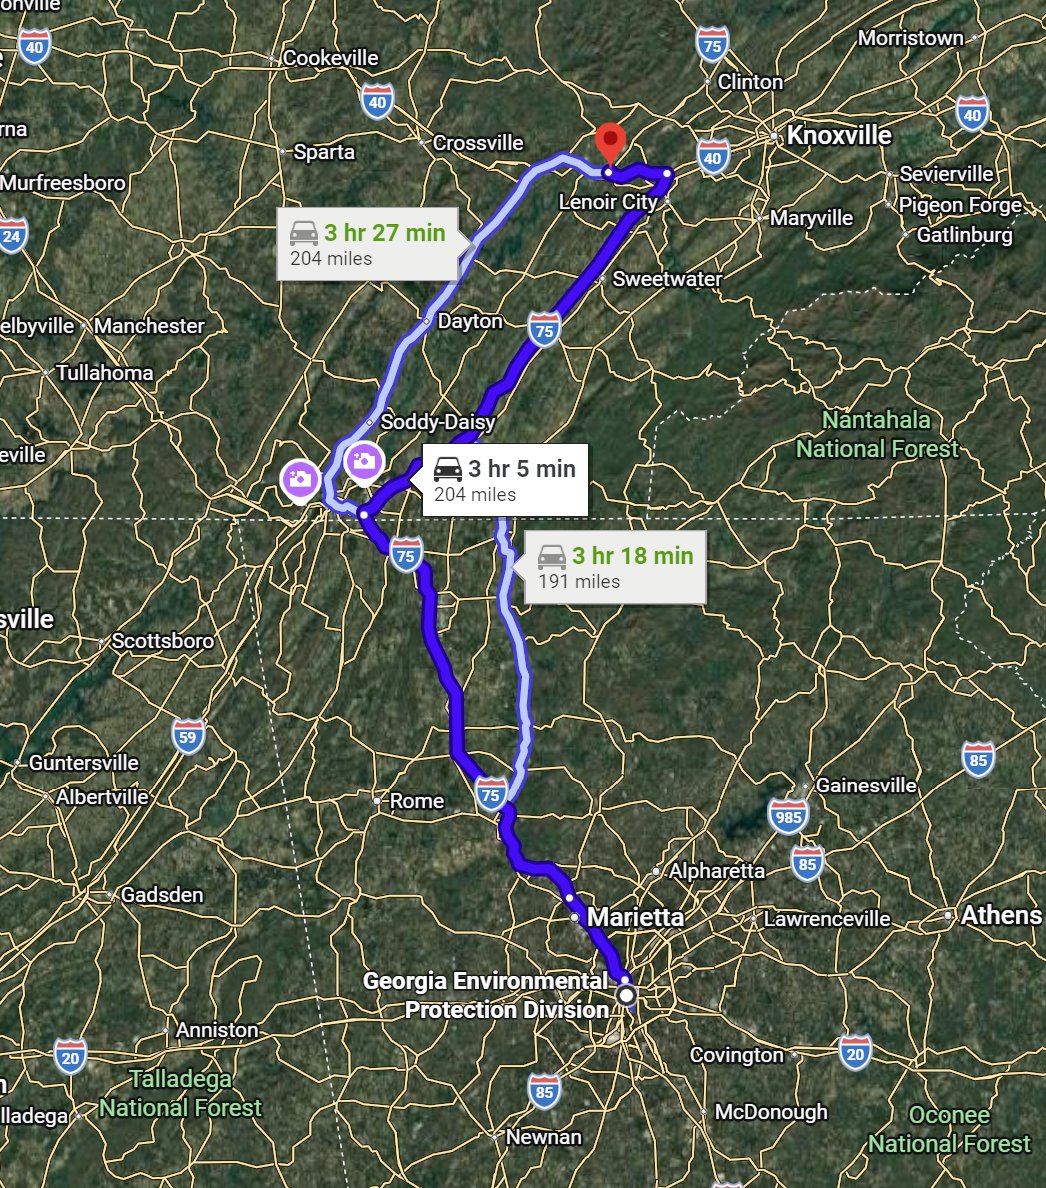 onville
75
Morristown
40
Cookeville
Clinton
40
40
rna
Crossville
Knoxville
Sparta
40
Murfreesboro
Sevierville
Lenoir City
Pigeon Forge
Maryville
24
3 hr 27 min
Gatlinburg
204 miles
Sweetwater
elbyville
Manchester
Dayton
75
Tullahoma
Soddy-Daisy
Nantahala
National Forest
eville
3 hr 5 min
204 miles
75
3 hr 18 min
191 miles
sville
Scottsboro
59
Guntersville
85
Gainesville
Albertville
Rome
75
985
85
Alpharetta
Gadsden
Marietta
Lawrenceville
Athens
Georgia Environmental
Protection Division
Anniston
20
Covington
20
Talladega
National Forest
85
n
lladega
McDonough
Oconee
National Forest
Newnan